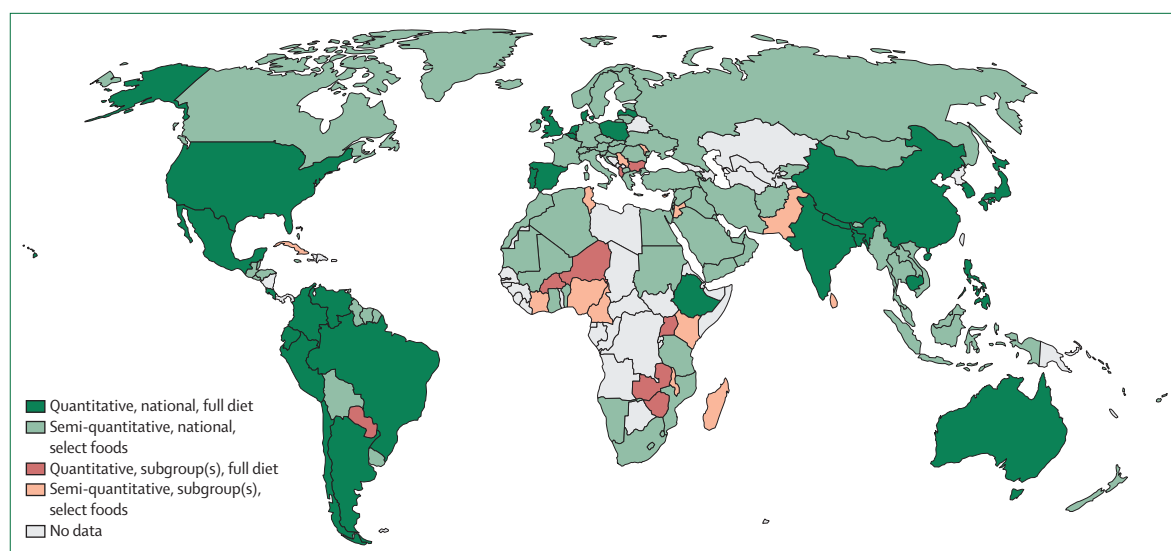 Quantitative, national, full diet
Semi-quantitative, national,
select foods
Quantitative, subgroup(s), full diet
Semi-quantitative, subgroup(s),
select foods
No data